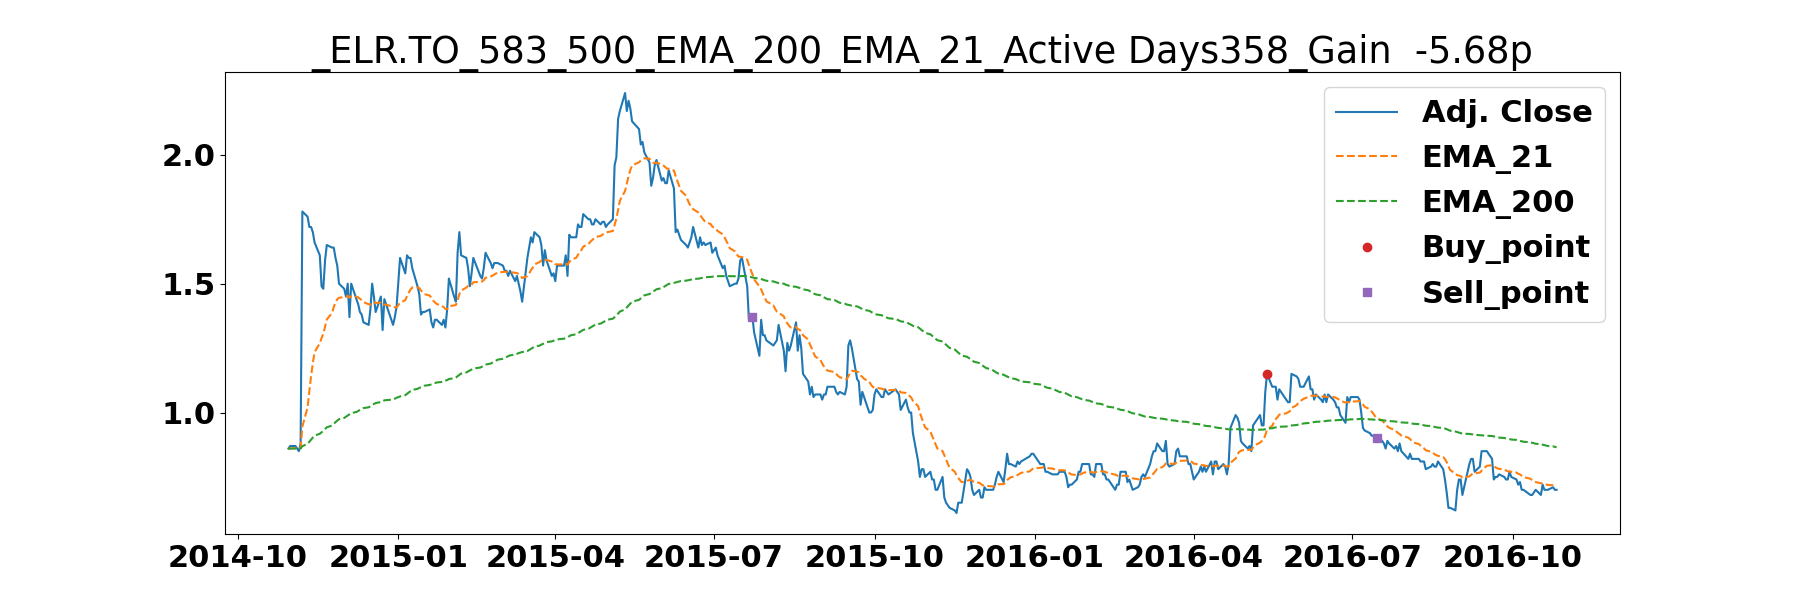 _ELR.TO_583_500_EMA_200_EMA_21_Active Days358_Gain  -5.68p
Adj. Close
EMA_21
EMA_200
Buy_point
Sell_point
2.0
1.5
1.0
2014-10 2015-01 2015-04 2015-07 2015-10 2016-01 2016-04 2016-07 2016-10